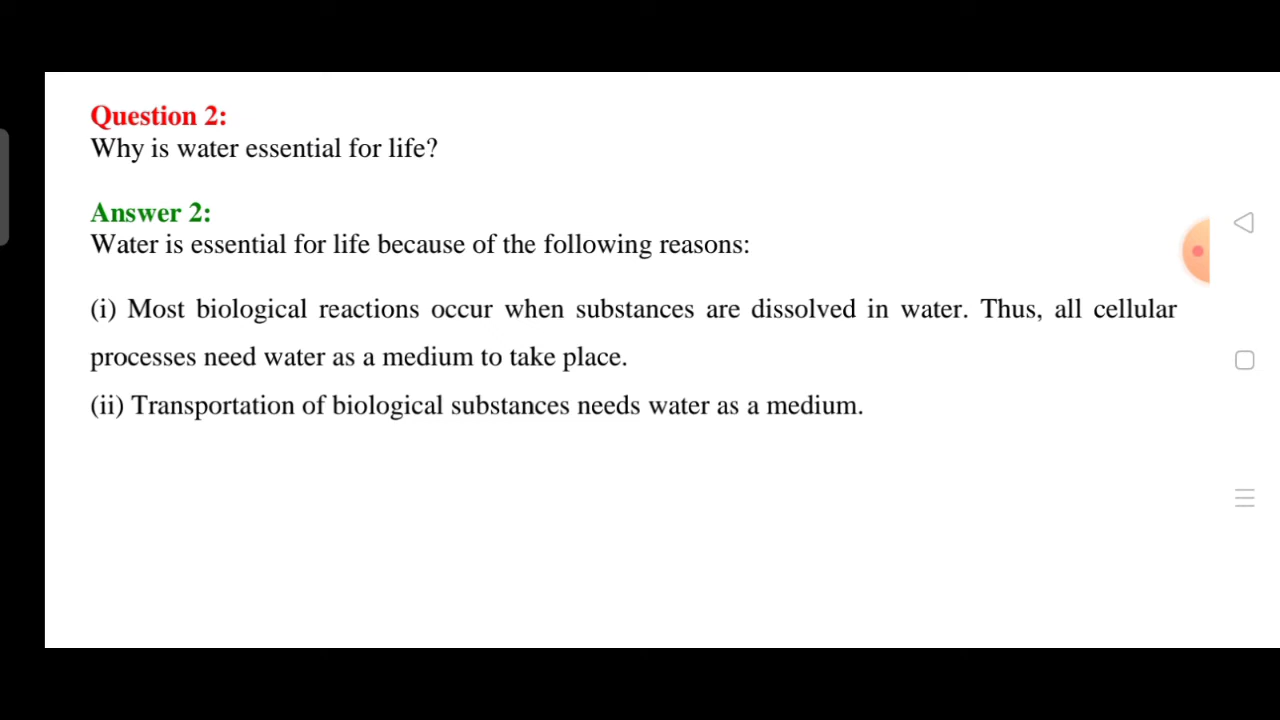 Question 2:
Why is water essential for life?
Answer 2:
Water is essential for life because of the following reasons:
(i) Most biological reactions occur when substances are dissolved in water. Thus, all cellular
processes need water as a medium to take place.
(ii) Transportation of biological substances needs water as a medium.